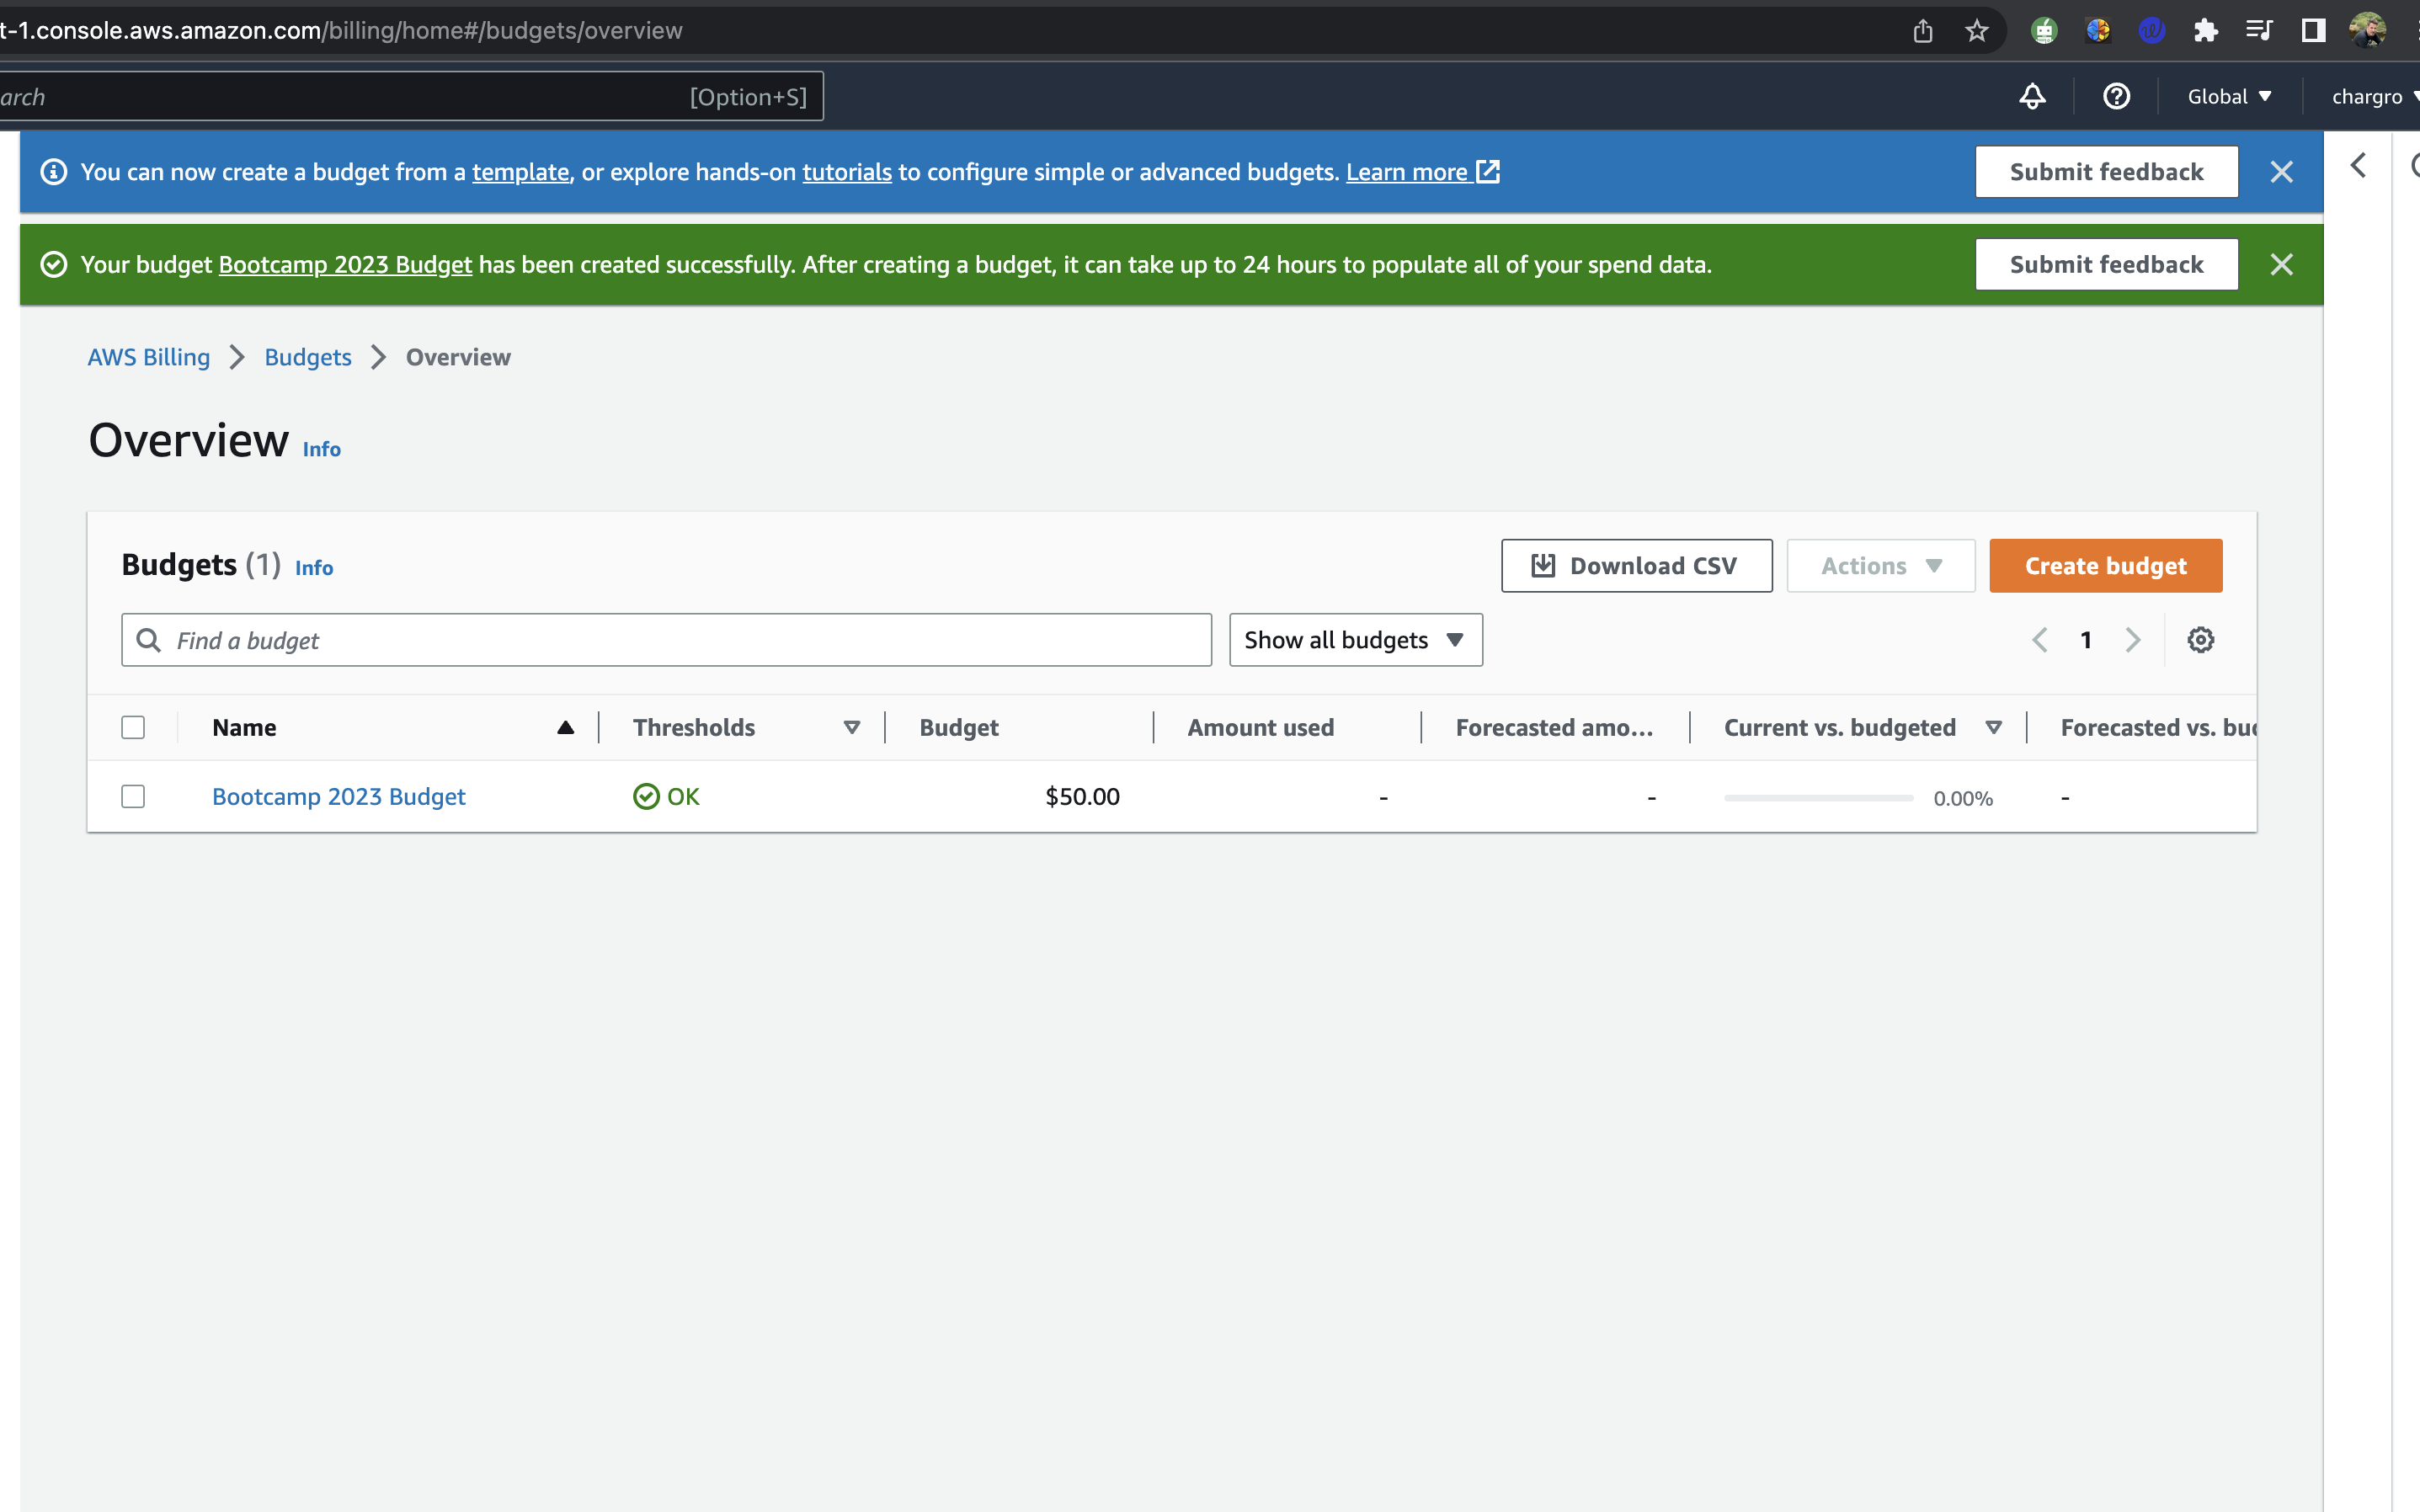 t-1.console.aws.amazon.com/billing/home#/budgets/overview
arch [Option+S] Global chargro
You can now create a budget from a template, or explore hands-on tutorials to configure simple or advanced budgets. Learn more Submit feedback
Your budget Bootcamp 2023 Budget has been created successfully. After creating a budget, it can take up to 24 hours to populate all of your spend data. Submit feedback
AWS Billing > Budgets > Overview
Overview Info
Budgets (1) Info Download CSV Actions Create budget
Find a budget Show all budgets 1
Name Thresholds Budget Amount used Forecasted amo... Current vs. budgeted Forecasted vs. bud
Bootcamp 2023 Budget OK $50.00 - - 0.00% -